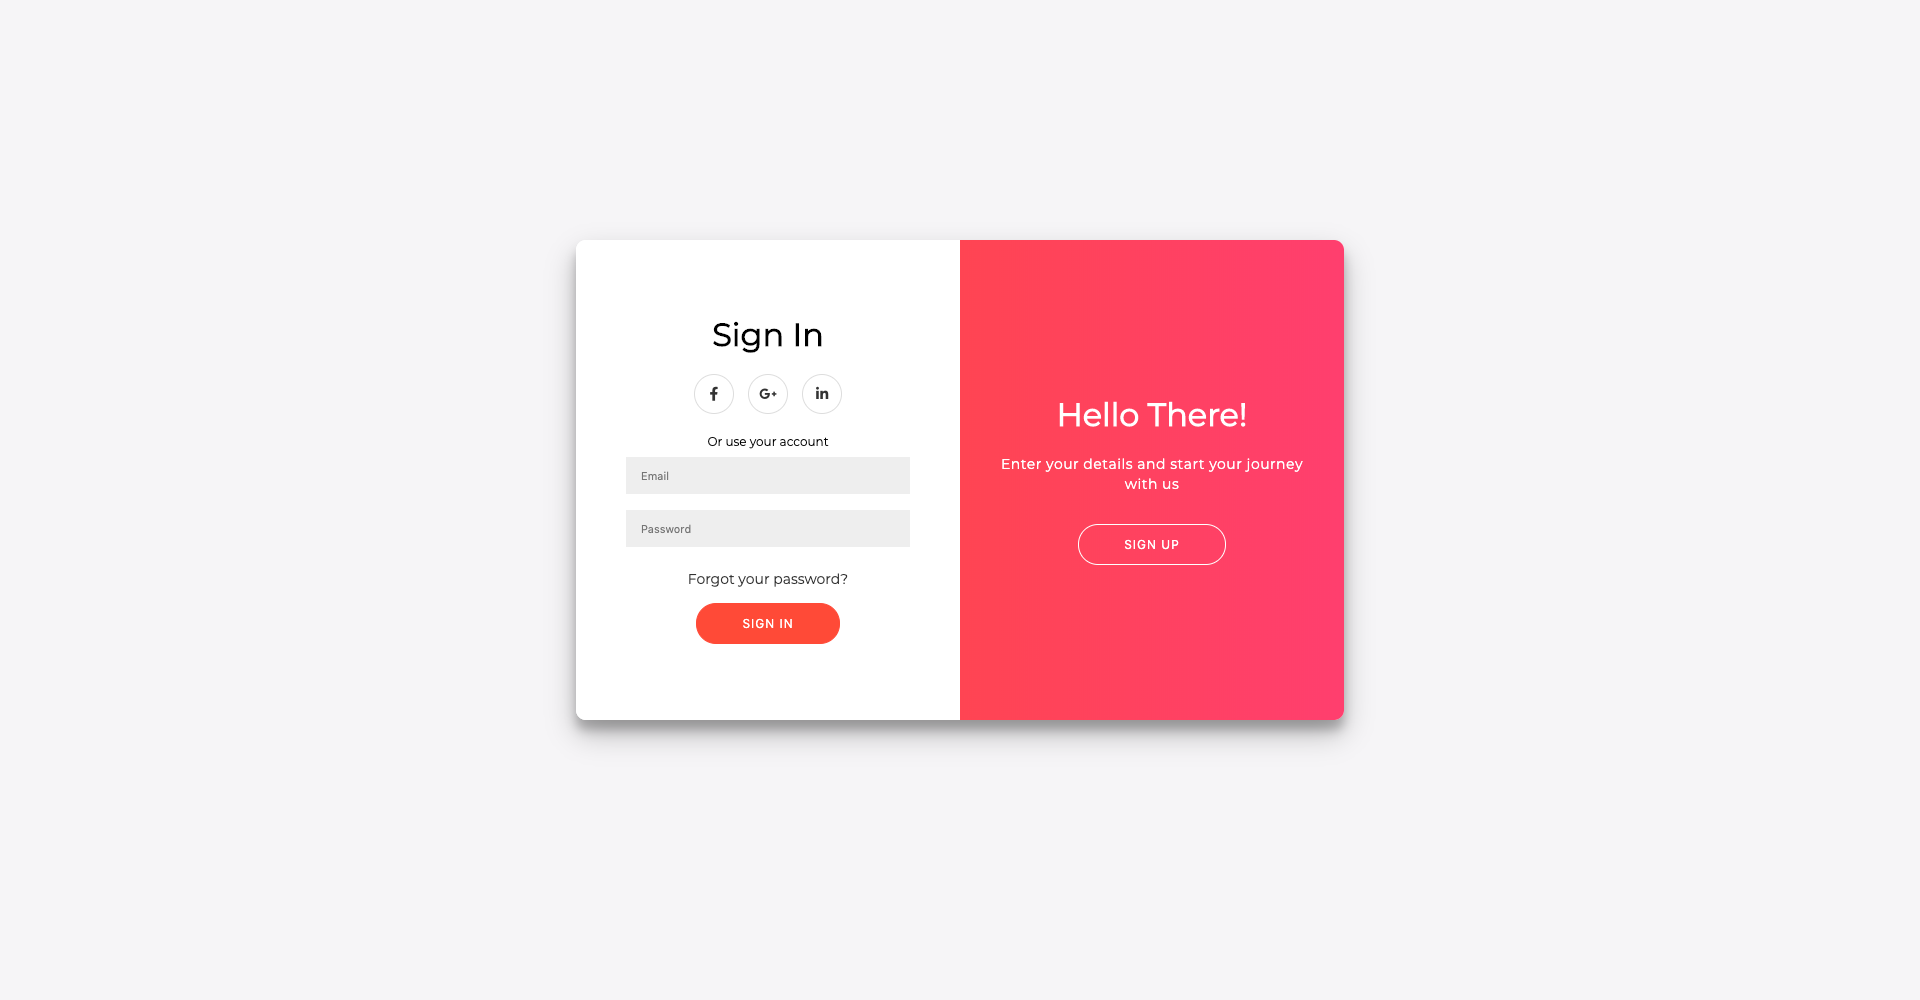 Sign In
f
G+
in
Or use your account
Email
Password
Forgot your password?
SIGN IN
Hello There!
Enter your details and start your journey
with us
SIGN UP